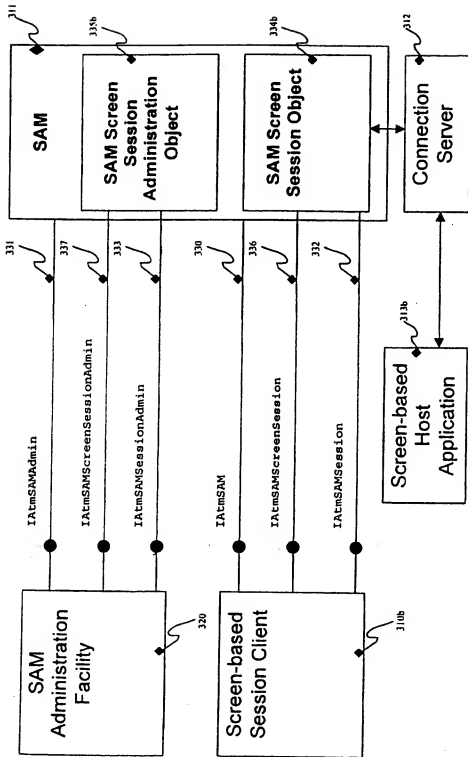 311
SAM
335b
SAM Screen
Session
Administration
Object
334b
SAM Screen
Session Object
312
Connection
Server
331
337
333
330
336
332
313b
Screen-based
Host
Application
IAtmSAMAdmin
IAtmSAMScreenSessionAdmin
IAtmSAMSessionAdmin
IAtmSAM
IAtmSAMScreenSession
IAtmSAMSession
SAM
Administration
Facility
320
Screen-based
Session Client
310b